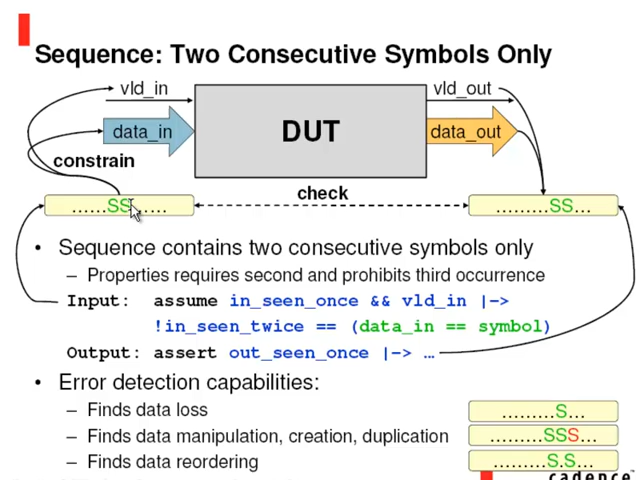 Sequence: Two Consecutive Symbols Only
vld_in
vld_out
data_in
DUT
data_out
constrain
check
......SS......
.........SS...
• Sequence contains two consecutive symbols only
– Properties requires second and prohibits third occurrence
Input: assume in_seen_once && vld_in |->
!in_seen_twice == (data_in == symbol)
Output: assert out_seen_once |-> …
• Error detection capabilities:
– Finds data loss
.........S...
– Finds data manipulation, creation, duplication
.........SSS...
– Finds data reordering
.........S.S...
cadence